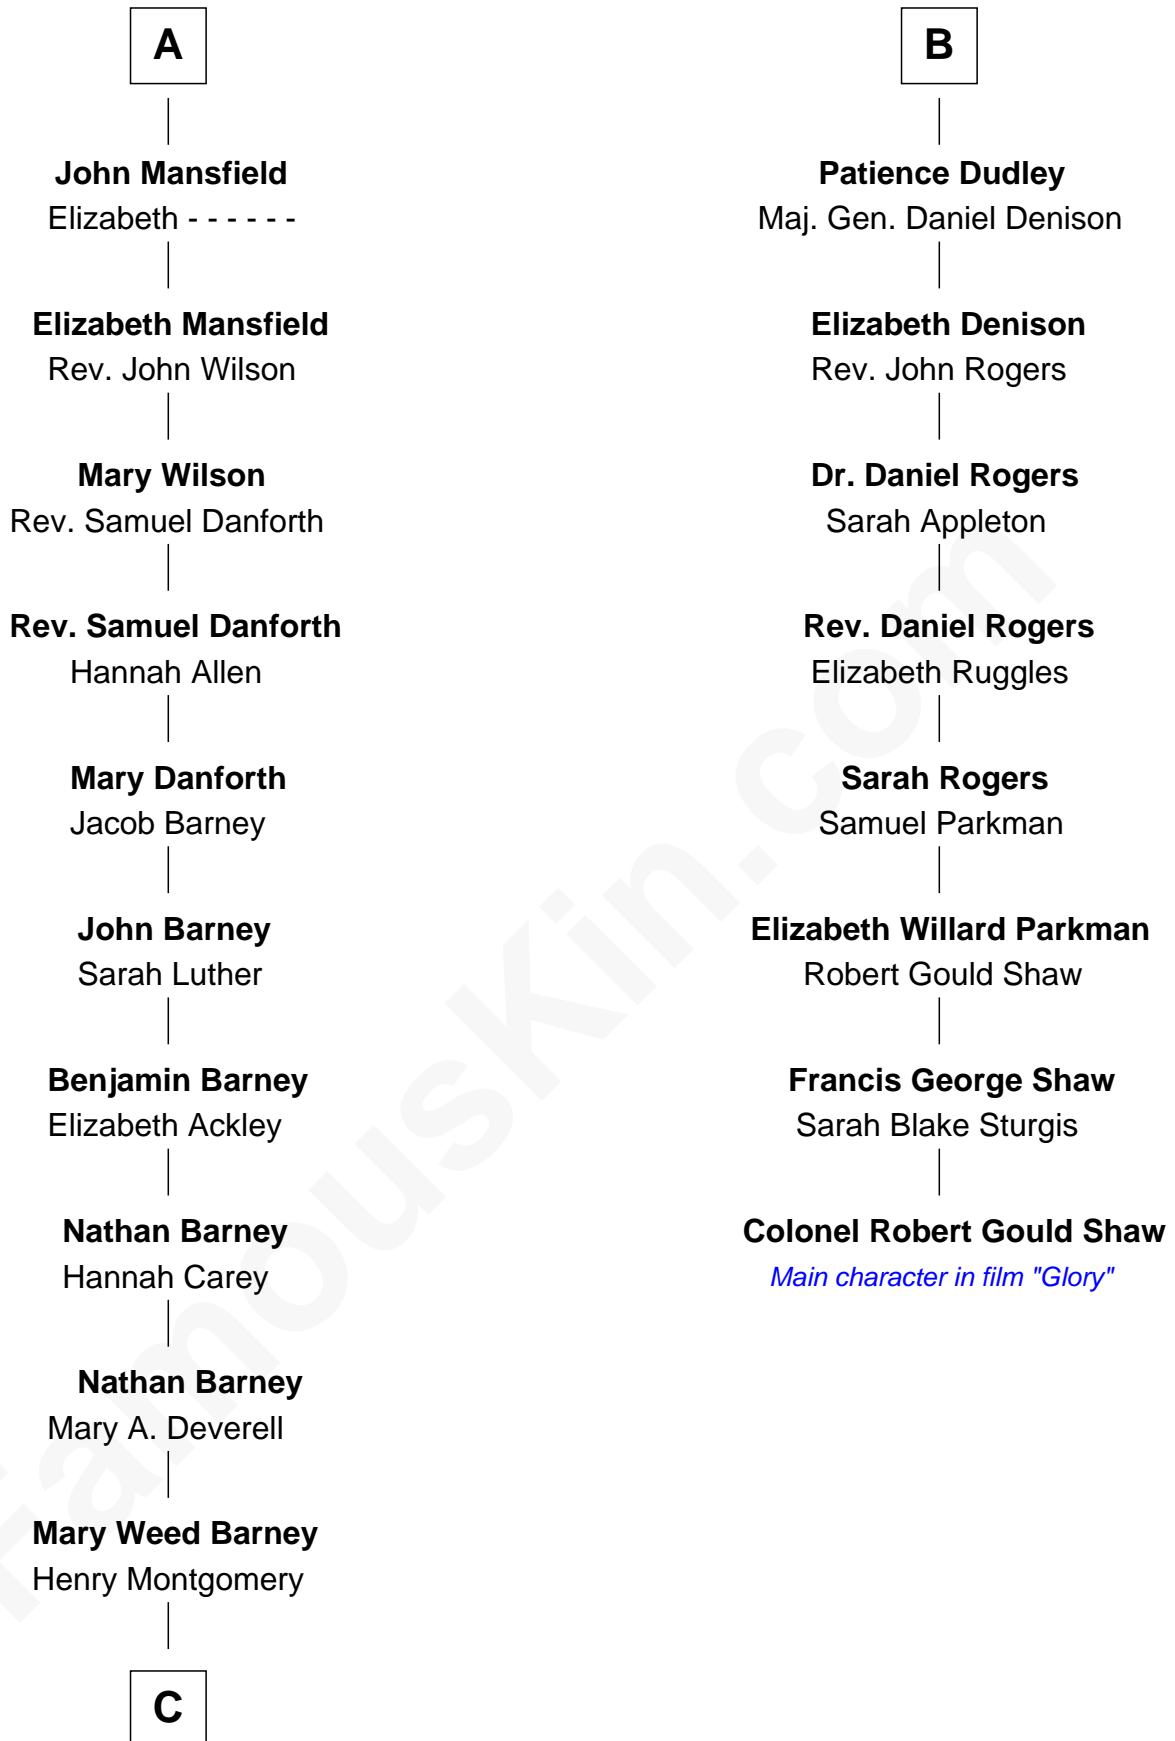 A
John Mansfield
Elizabeth - - - - - -
Elizabeth Mansfield
Rev. John Wilson
Mary Wilson
Rev. Samuel Danforth
Rev. Samuel Danforth
Hannah Allen
Mary Danforth
Jacob Barney
John Barney
Sarah Luther
Benjamin Barney
Elizabeth Ackley
Nathan Barney
Hannah Carey
Nathan Barney
Mary A. Deverell
Mary Weed Barney
Henry Montgomery
C
B
Patience Dudley
Maj. Gen. Daniel Denison
Elizabeth Denison
Rev. John Rogers
Dr. Daniel Rogers
Sarah Appleton
Rev. Daniel Rogers
Elizabeth Ruggles
Sarah Rogers
Samuel Parkman
Elizabeth Willard Parkman
Robert Gould Shaw
Francis George Shaw
Sarah Blake Sturgis
Colonel Robert Gould Shaw
Main character in film "Glory"
FamousKin.com